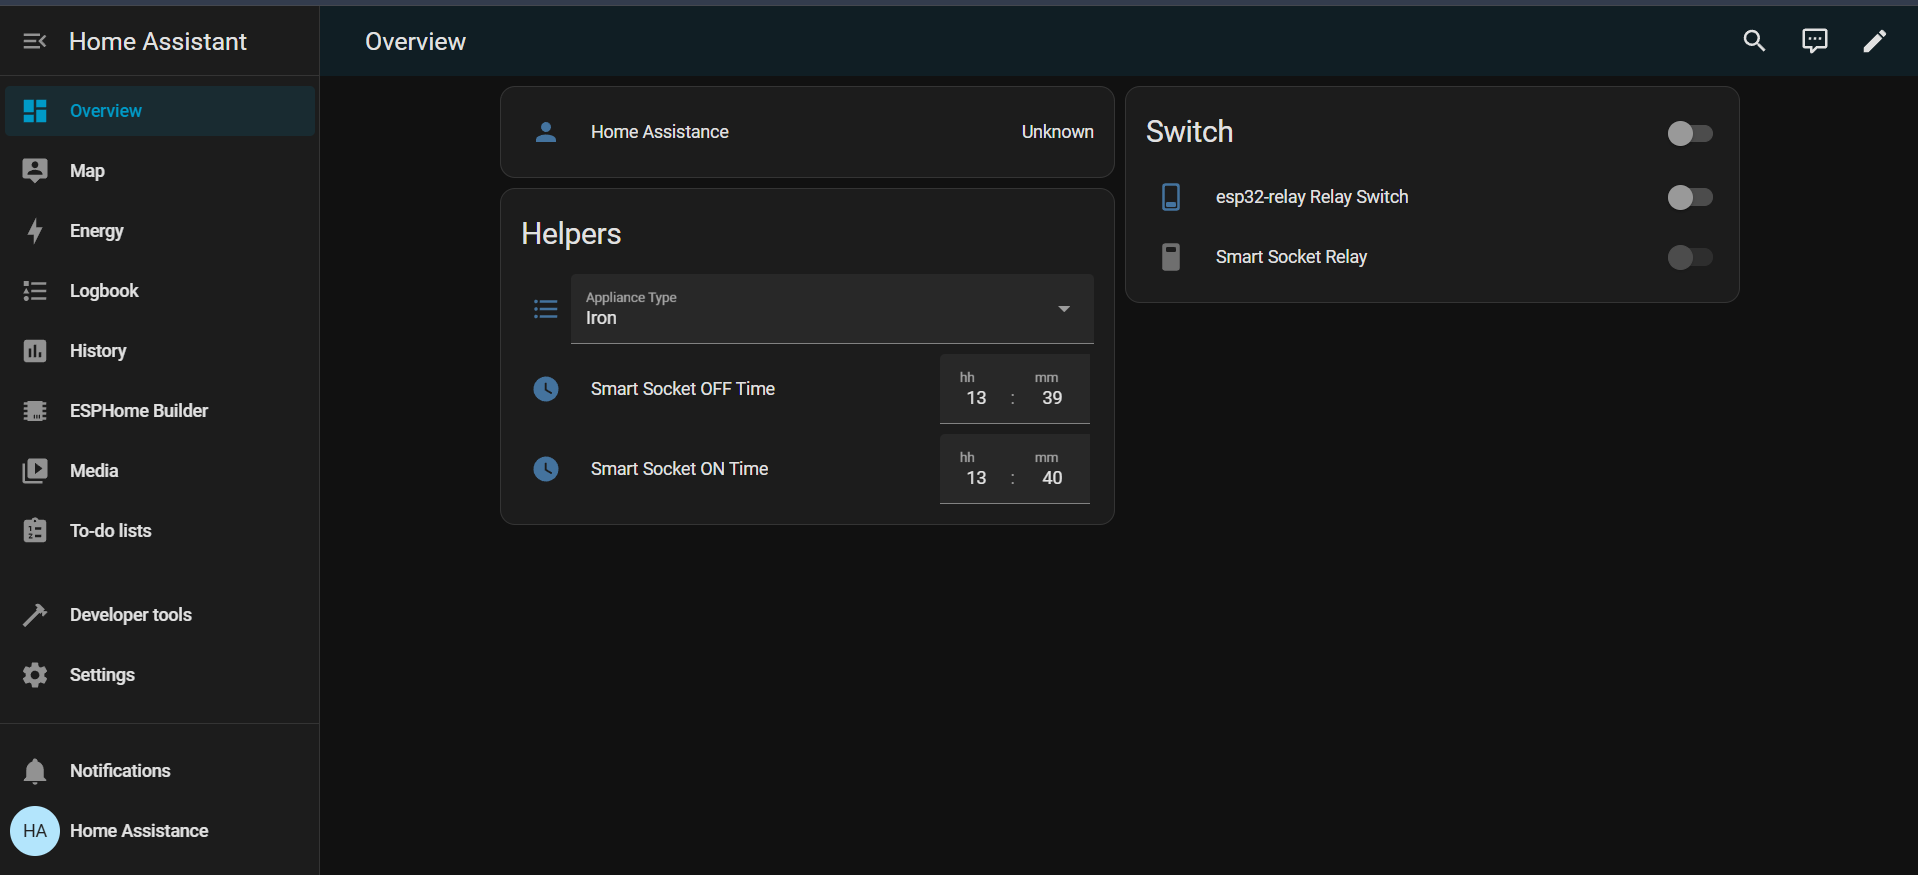 Home Assistant
Overview
Map
Energy
Logbook
History
ESPHome Builder
Media
To-do lists
Developer tools
Settings
Notifications
HA Home Assistance
Overview
Home Assistance Unknown
Helpers
Appliance Type
Iron
Smart Socket OFF Time
hh mm
13 : 39
Smart Socket ON Time
hh mm
13 : 40
Switch
esp32-relay Relay Switch
Smart Socket Relay